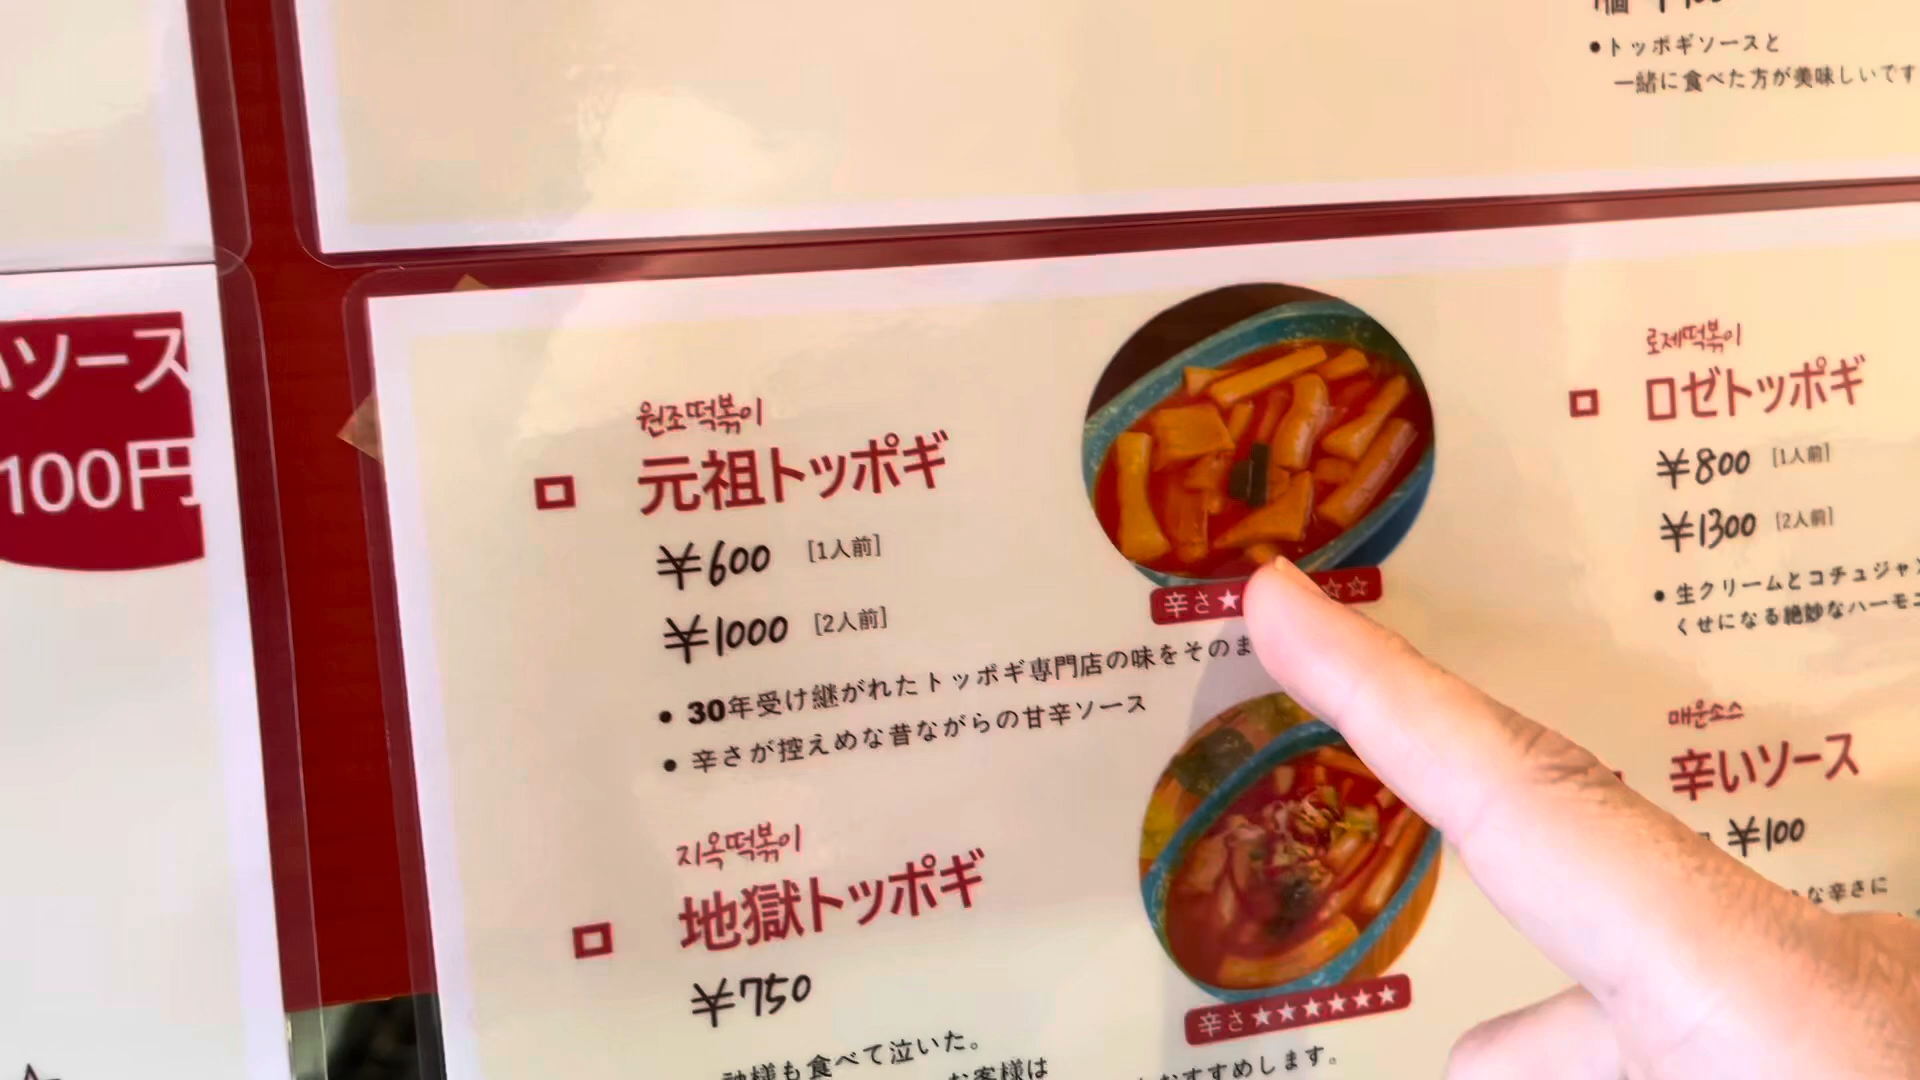 トッポギソースと
一緒に食べた方が美味しいです
いソース
100円
원조떡볶이
元祖トッポギ
¥600 [1人前]
¥1000 [2人前]
辛さ★ ☆☆
• 30年受け継がれたトッポギ専門店の味をそのま
• 辛さが控えめな昔ながらの甘辛ソース
지옥떡볶이
地獄トッポギ
¥750
辛さ★★★★★★
神様も食べて泣いた。
お客様は
おすすめします。
로제떡볶이
ロゼトッポギ
¥800 [1人前]
¥1300 [2人前]
• 生クリームとコチュジャン
くせになる絶妙なハーモニ
매운소스
辛いソース
¥100
な辛さに